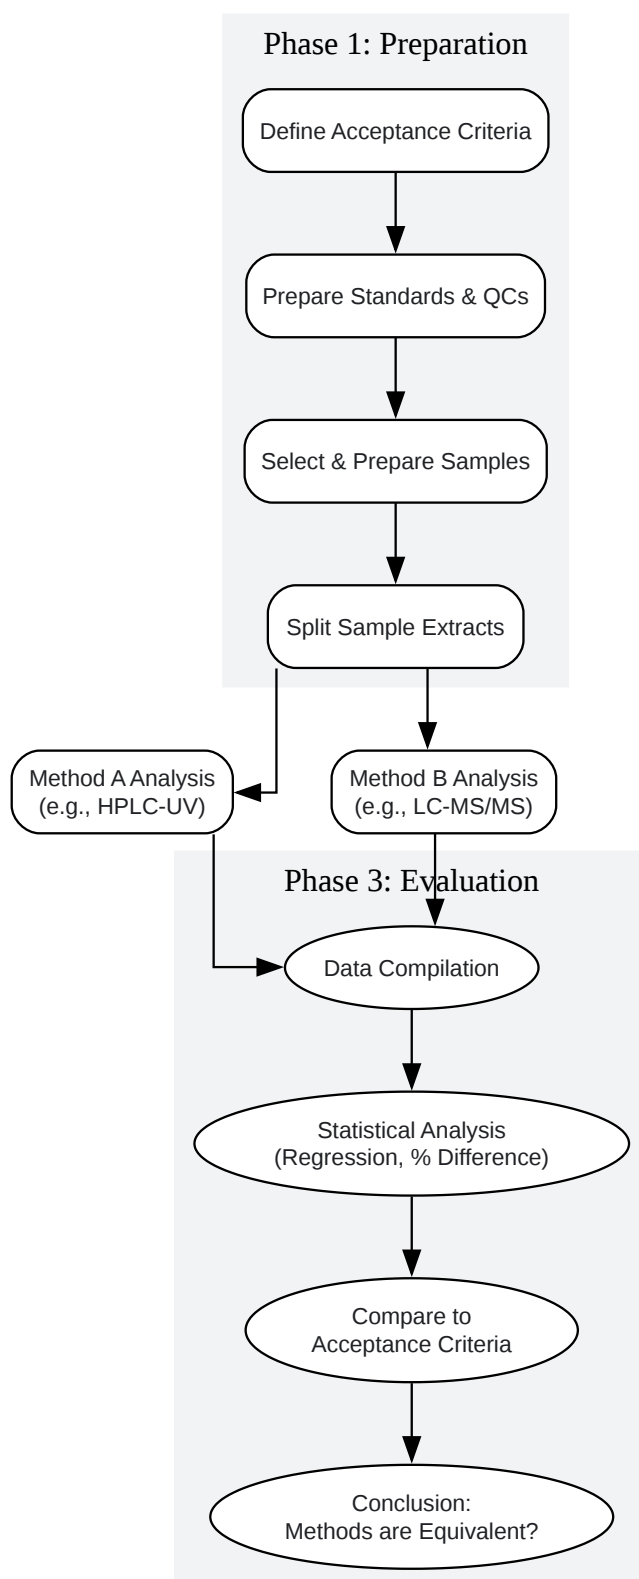 Phase 1: Preparation
Define Acceptance Criteria
Prepare Standards & QCs
Select & Prepare Samples
Split Sample Extracts
Method A Analysis
(e.g., HPLC-UV)
Method B Analysis
(e.g., LC-MS/MS)
Phase 3: Evaluation
Data Compilation
Statistical Analysis
(Regression, % Difference)
Compare to
Acceptance Criteria
Conclusion:
Methods are Equivalent?